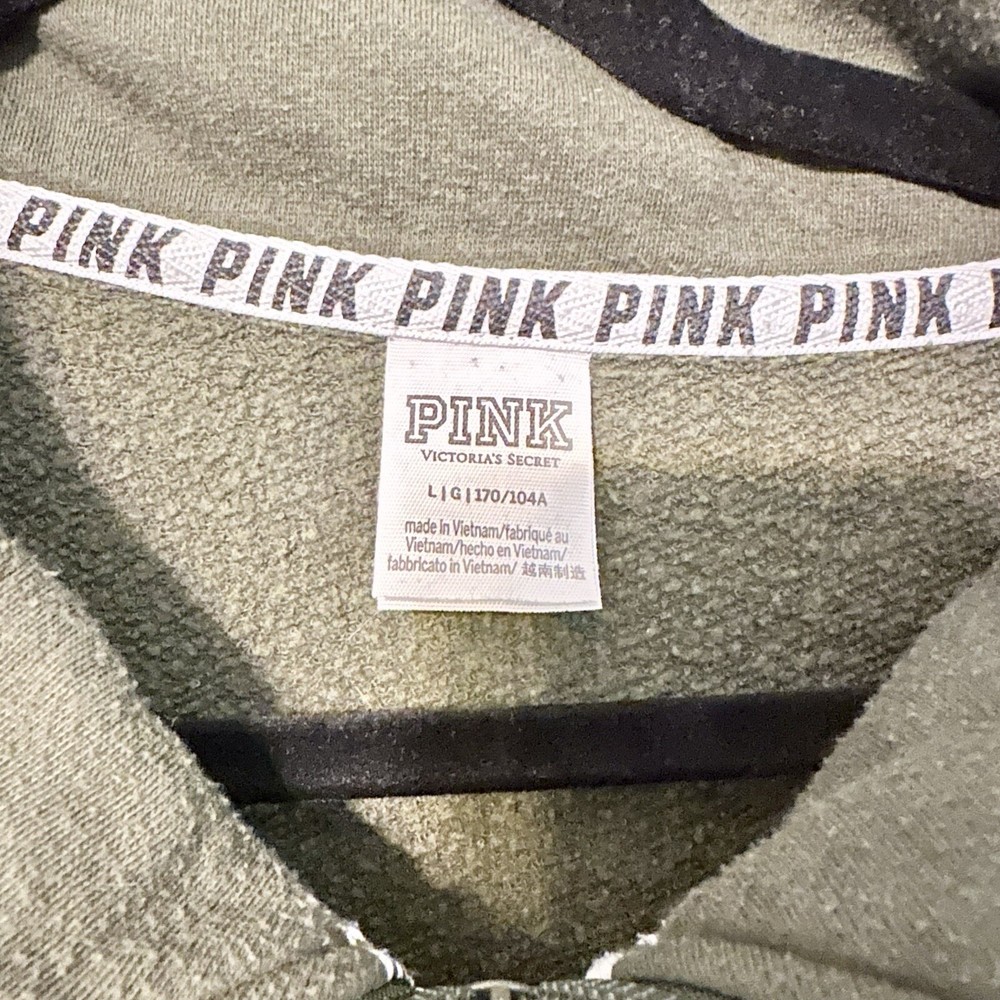 PINK PINK PINK PINK PINK
PINK
VICTORIA'S SECRET
L|G|170/104A
made in Vietnam/fabriqué au
Vietnam/hecho en Vietnam/
fabbricato in Vietnam/ 越南制造